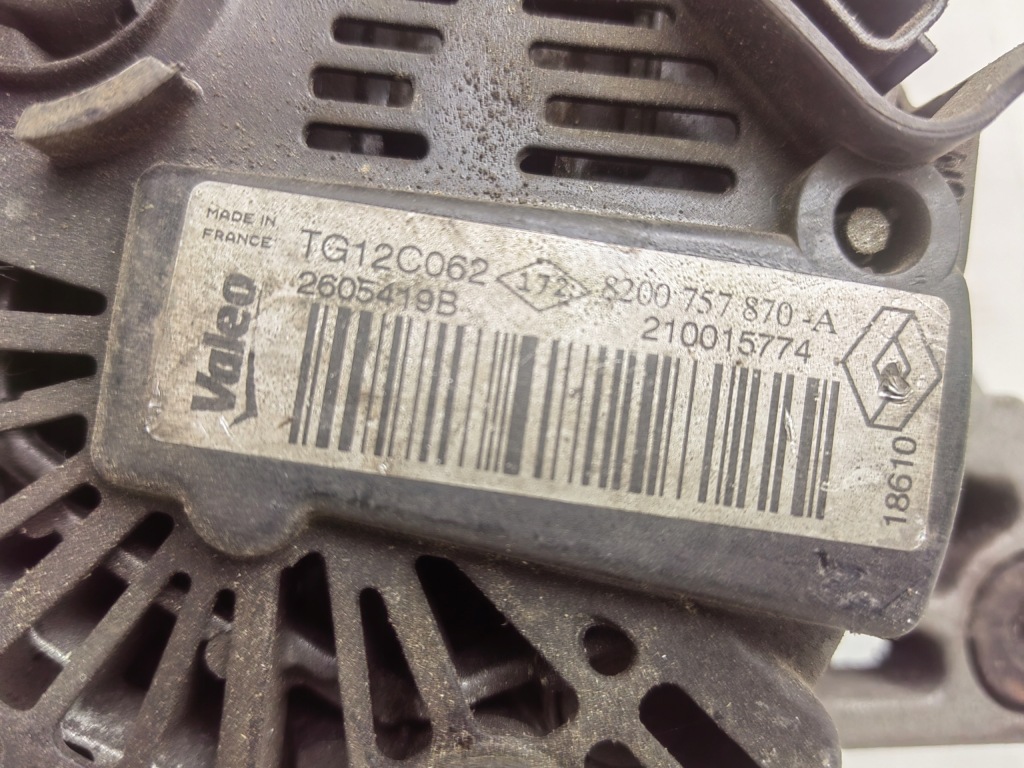 MADE IN
FRANCE
TG12C062 172 8200 757 870-A
2605419B 210015774
Valeo
18610